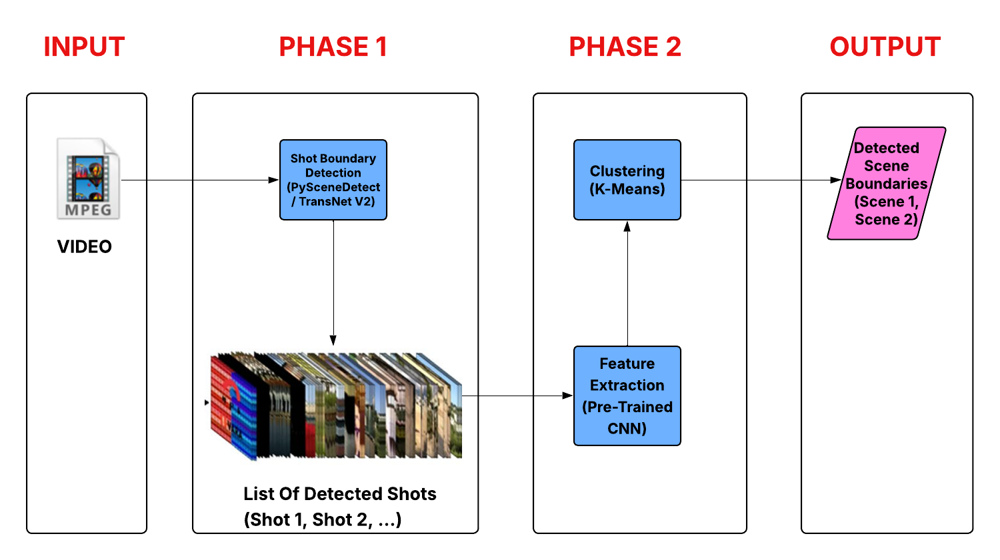 INPUT
PHASE 1
PHASE 2
OUTPUT
MPEG
VIDEO
Shot Boundary
Detection
(PySceneDetect
/ TransNet V2)
List Of Detected Shots
(Shot 1, Shot 2, ...)
Clustering
(K-Means)
Feature
Extraction
(Pre-Trained
CNN)
Detected
Scene
Boundaries
(Scene 1,
Scene 2)